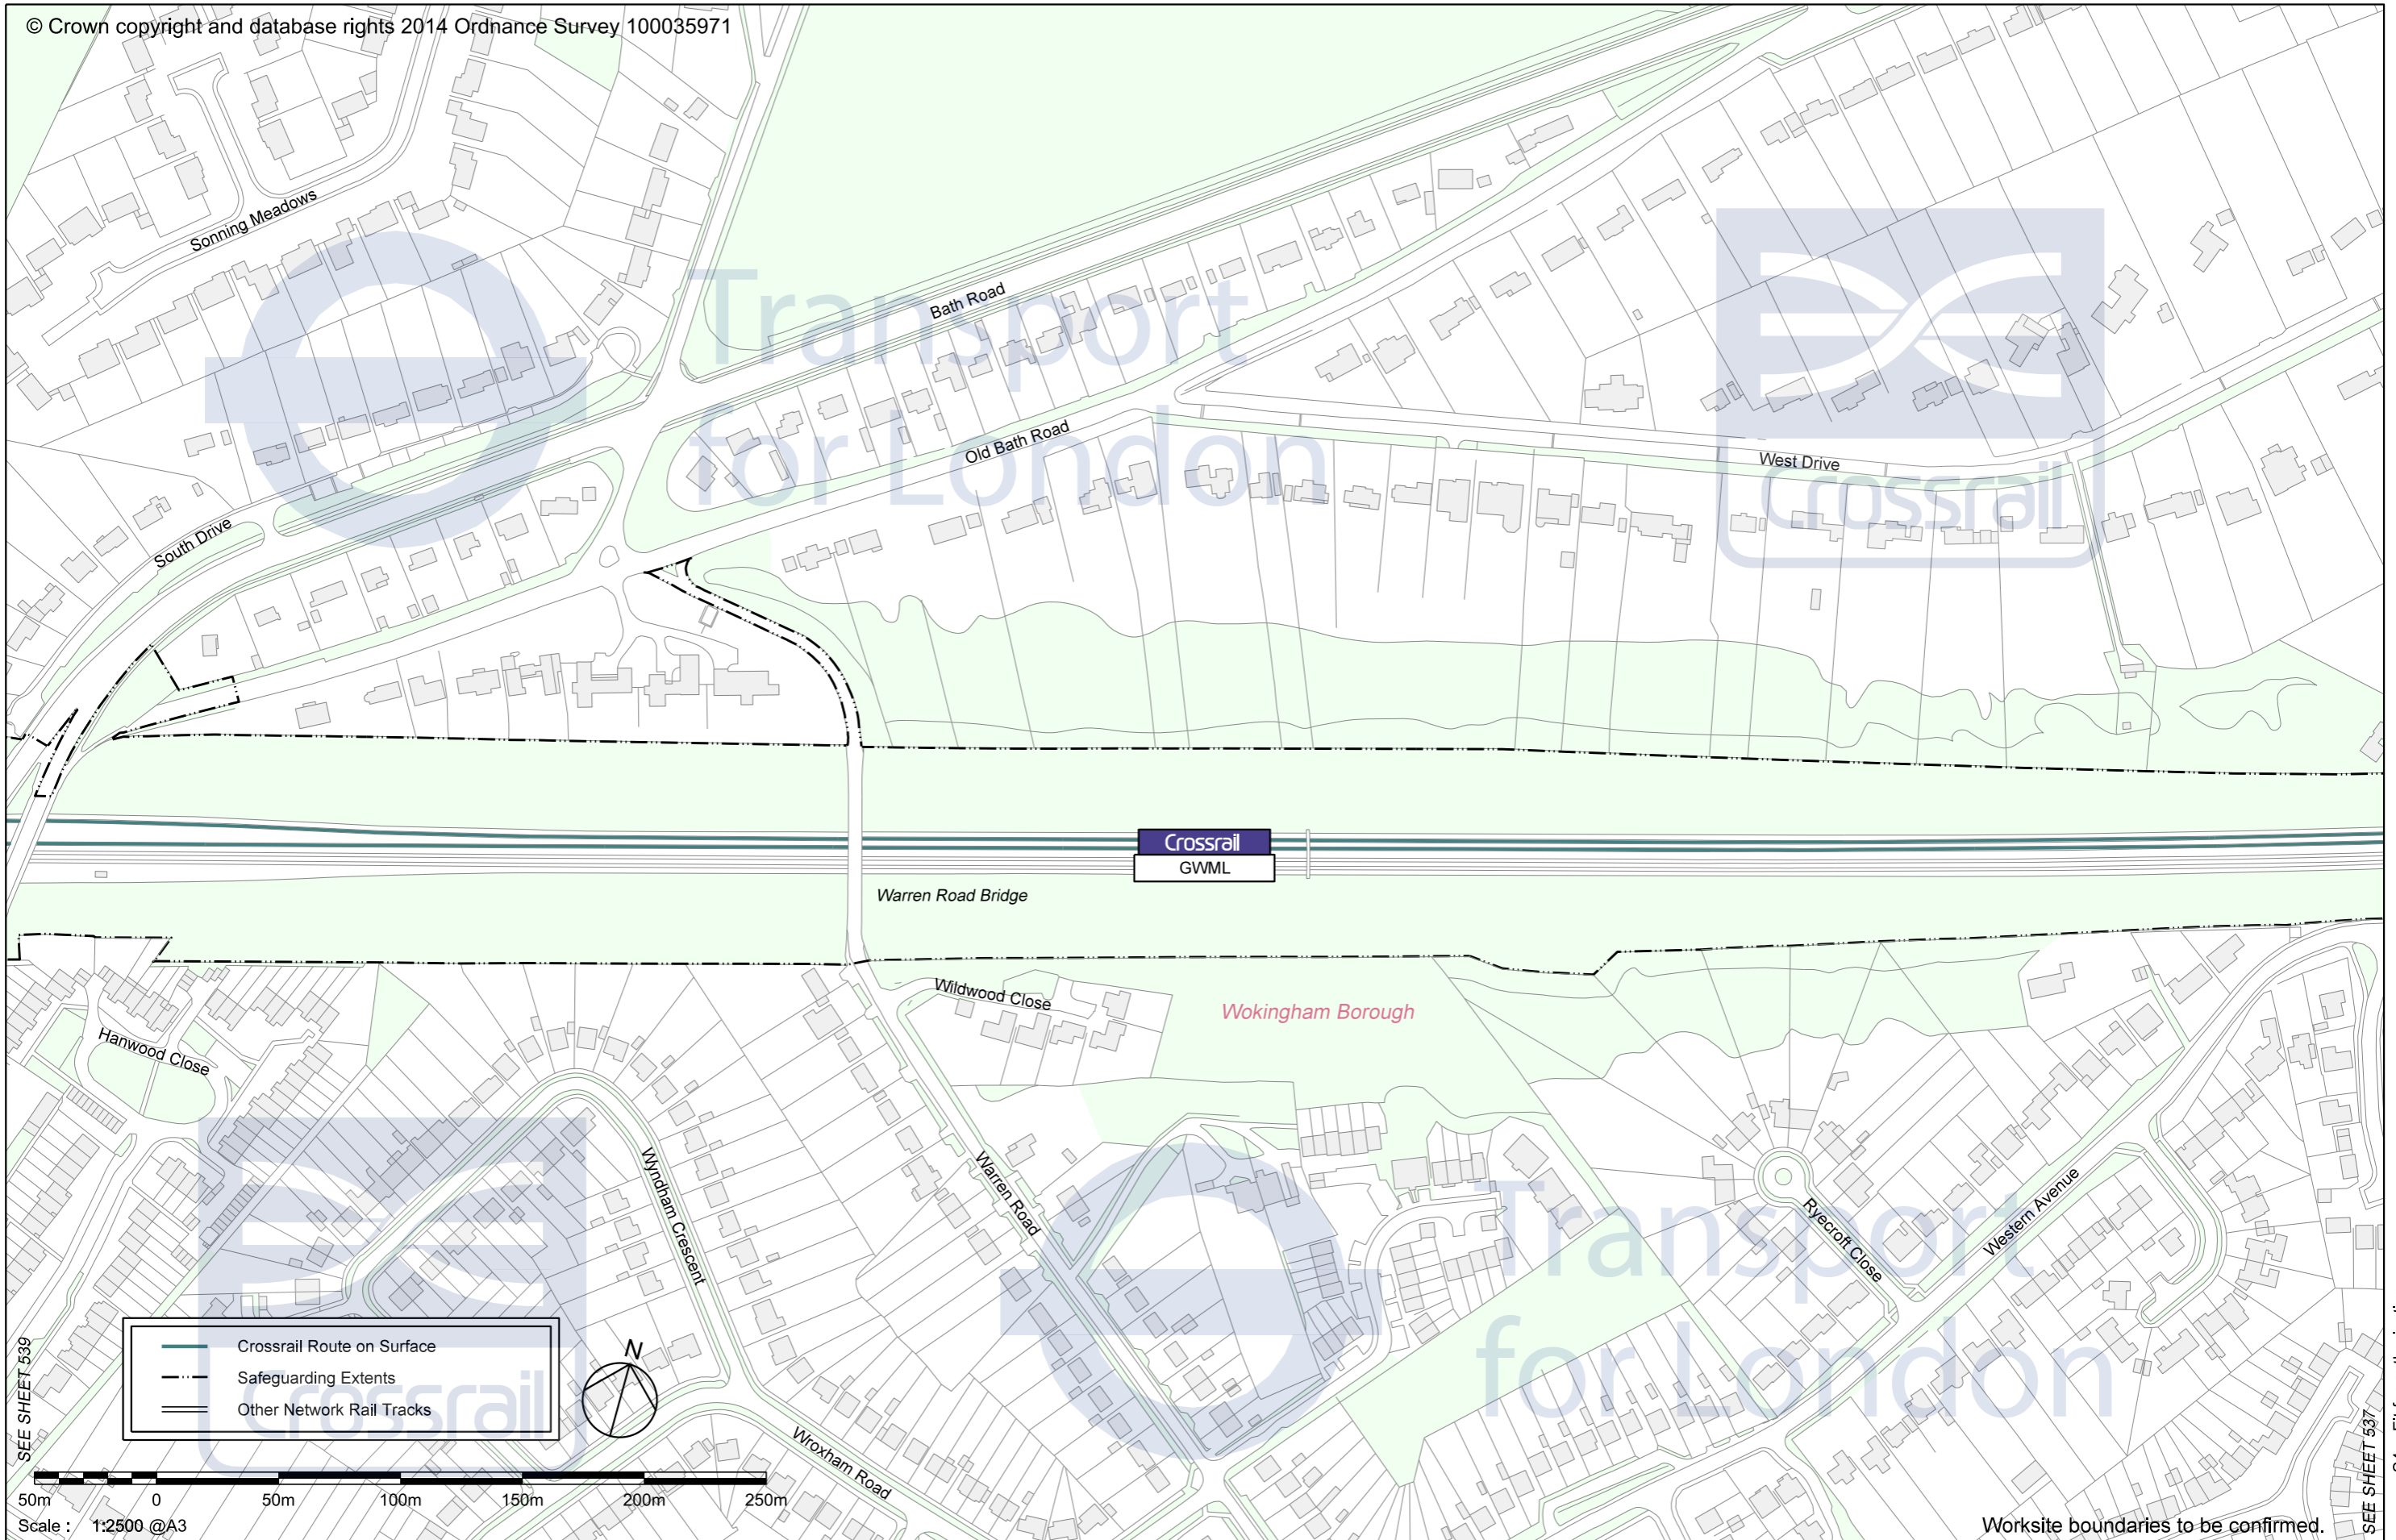 © Crown copyright and database rights 2014 Ordnance Survey 100035971
Sonning Meadows
Bath Road
Transport
for London
Old Bath Road
West Drive
Crossrail
South Drive
Crossrail
GWML
Warren Road Bridge
Wildwood Close
Wokingham Borough
Hanwood Close
Wyndham Crescent
Warren Road
Ryecroft Close
Western Avenue
Transport
for London
Crossrail Route on Surface
Safeguarding Extents
Other Network Rail Tracks
Crossrail
N
Wroxham Road
SEE SHEET 539
SEE SHEET 537
50m 0 50m 100m 150m 200m 250m
Scale : 1:2500 @A3
Worksite boundaries to be confirmed.